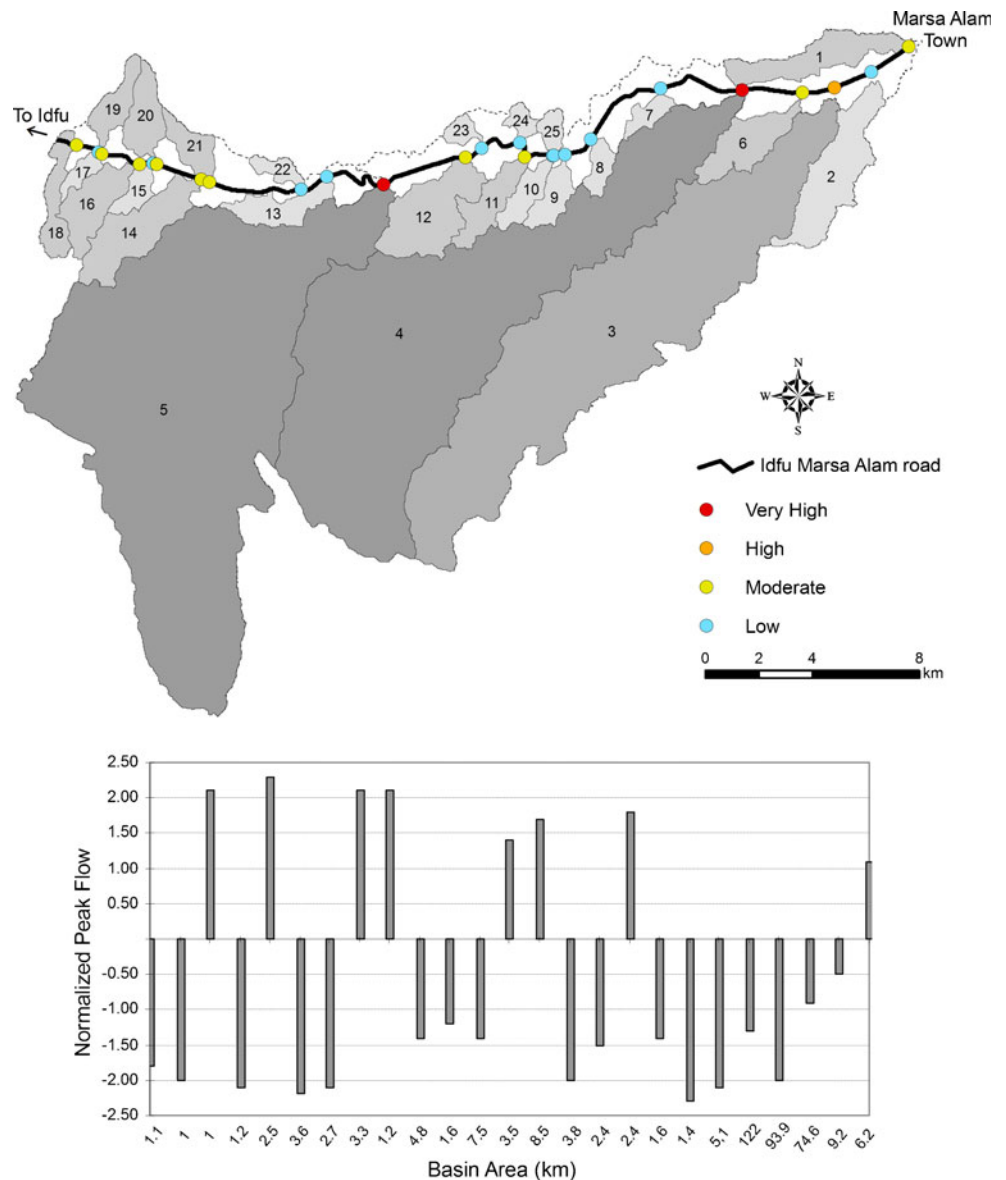 Marsa Alam
Town
1
To Idfu
19
20
21
22
23
24
25
7
8
6
2
17
16
15
18
14
13
12
11
10
9
4
3
5
N
W E
S
Idfu Marsa Alam road
Very High
High
Moderate
Low
0 2 4 8
km
2.50
2.00
1.50
1.00
0.50
-0.50
-1.00
-1.50
-2.00
-2.50
Normalized Peak Flow
1.1 1 1 1.2 2.5 3.6 2.7 3.3 1.2 4.8 1.6 7.5 3.5 8.5 3.8 2.4 2.4 1.6 1.4 5.1 122 93.9 74.6 9.2 6.2
Basin Area (km)